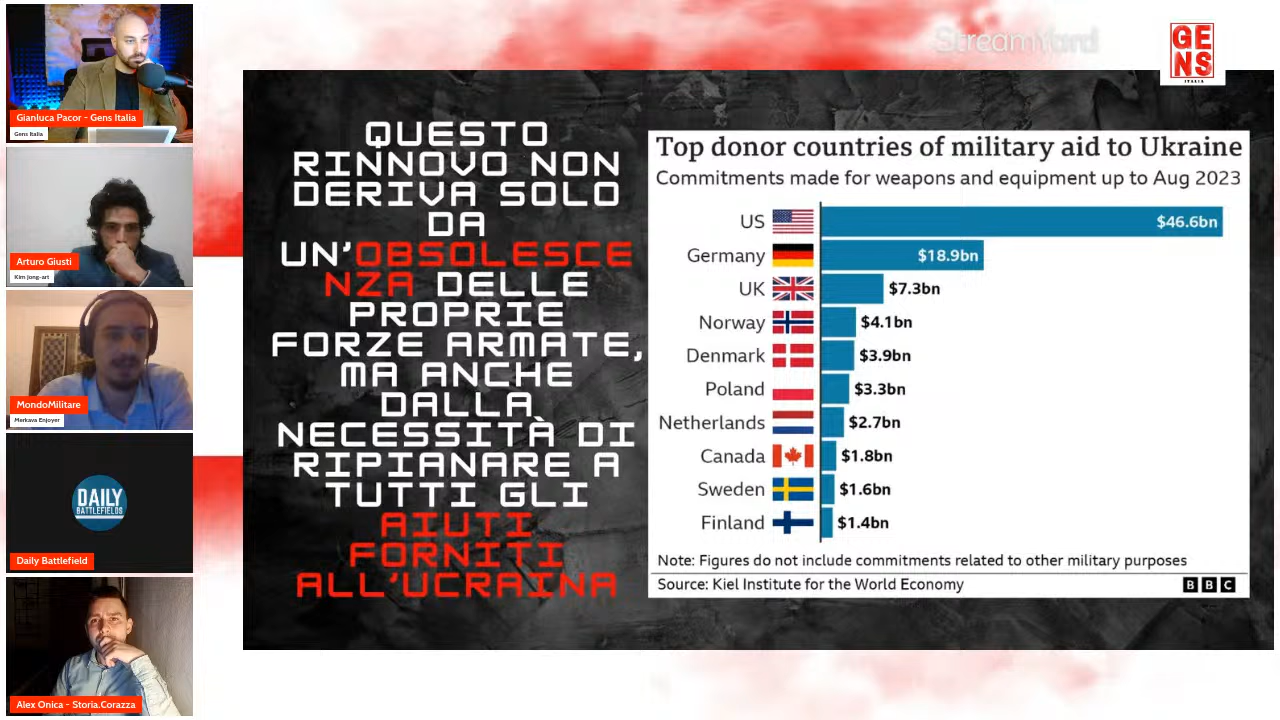 StreamYard
GE
NS
ITALIA
Gianluca Pacor - Gens Italia
Gens Italia
Arturo Giusti
Kim Jong-art
MondoMilitare
Merkava Enjoyer
DAILY
BATTLEFIELDS
Daily Battlefield
Alex Onica - Storia.Corazza
QUESTO
RINNOVO NON
DERIVA SOLO
DA
UN'OBSOLESCE
NZA DELLE
PROPRIE
FORZE ARMATE,
MA ANCHE
DALLA
NECESSITÀ DI
RIPIANARE A
TUTTI GLI
AIUTI
FORNITI
ALL'UCRAINA
Top donor countries of military aid to Ukraine
Commitments made for weapons and equipment up to Aug 2023
US $46.6bn
Germany $18.9bn
UK $7.3bn
Norway $4.1bn
Denmark $3.9bn
Poland $3.3bn
Netherlands $2.7bn
Canada $1.8bn
Sweden $1.6bn
Finland $1.4bn
Note: Figures do not include commitments related to other military purposes
Source: Kiel Institute for the World Economy
BBC